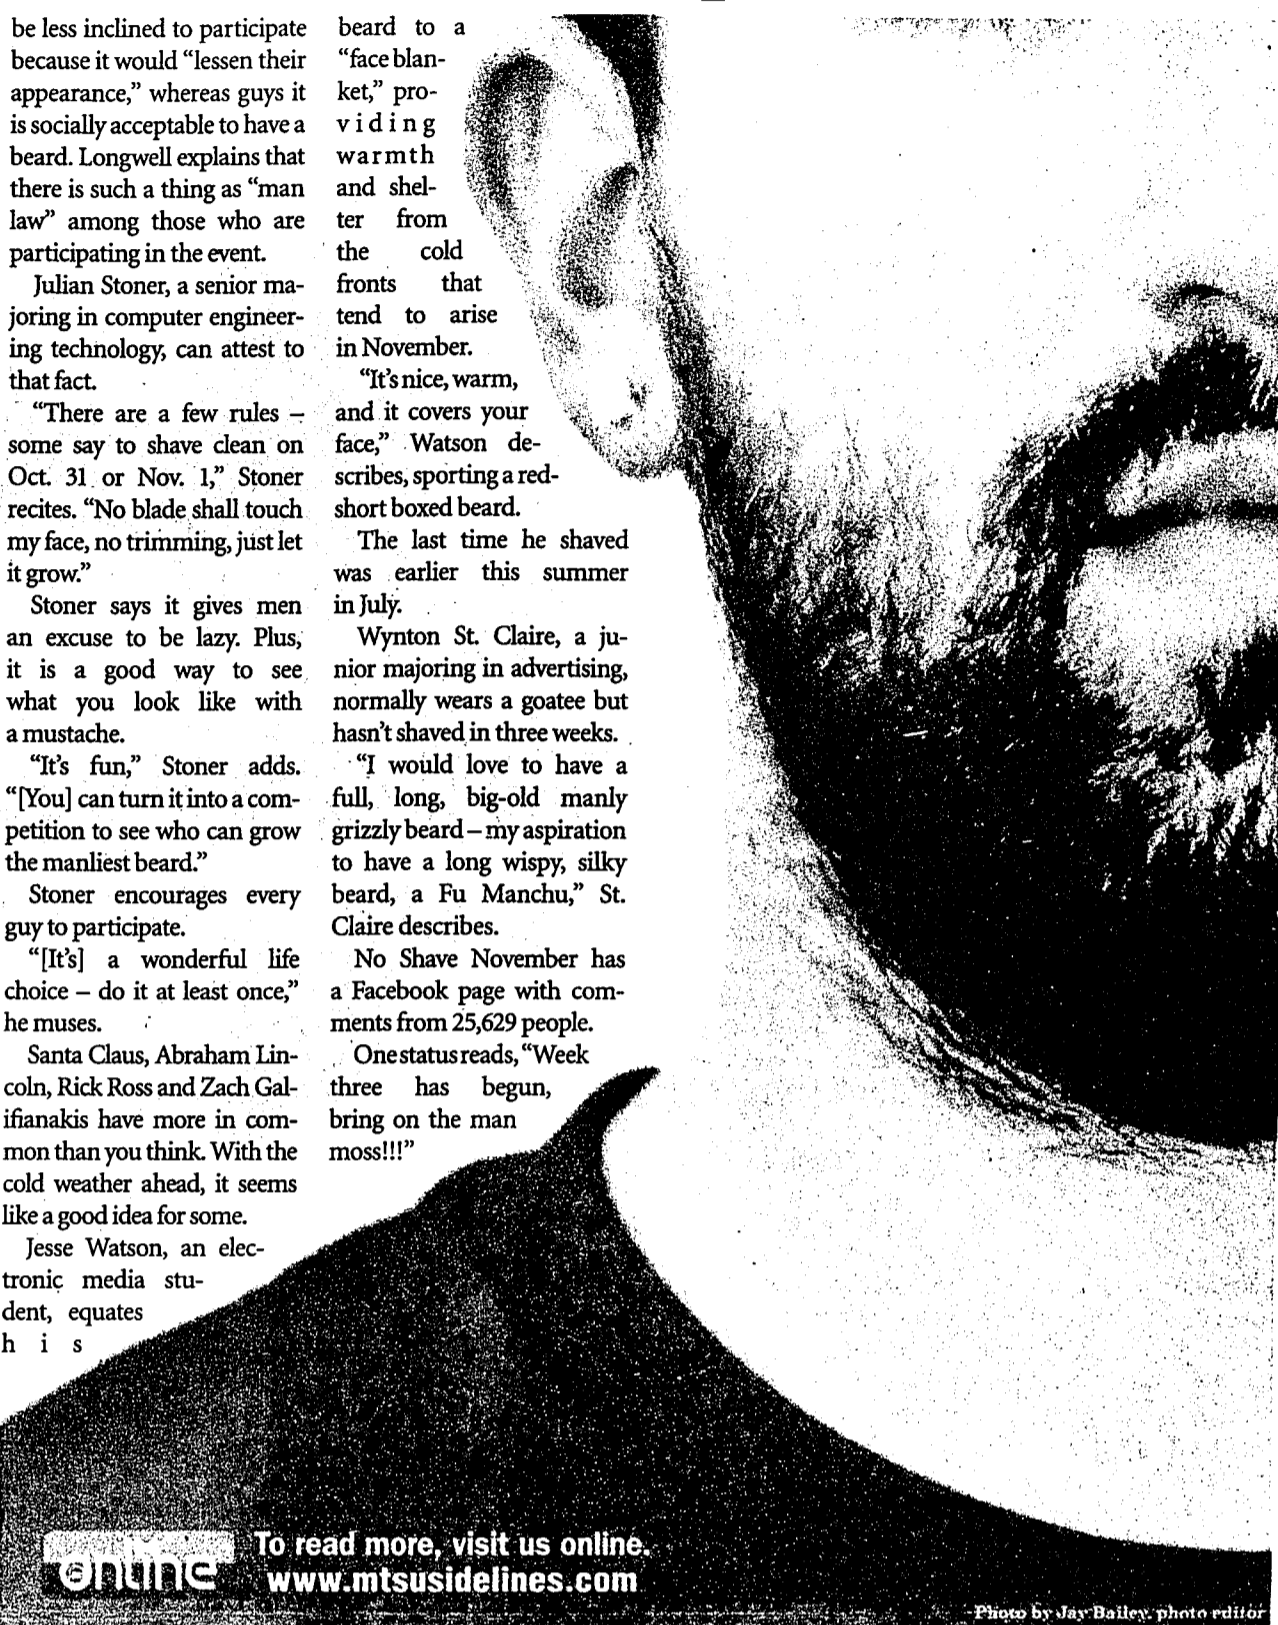 be less inclined to participate
because it would “lessen their
appearance,” whereas guys it
is socially acceptable to have a
beard. Longwell explains that
there is such a thing as “man
law” among those who are
participating in the event.
Julian Stoner, a senior ma-
joring in computer engineer-
ing technology, can attest to
that fact.
“There are a few rules –
some say to shave clean on
Oct. 31 or Nov. 1,” Stoner
recites. “No blade shall touch
my face, no trimming, just let
it grow.”
Stoner says it gives men
an excuse to be lazy. Plus,
it is a good way to see
what you look like with
a mustache.
“It’s fun,” Stoner adds.
“[You] can turn it into a com-
petition to see who can grow
the manliest beard.”
Stoner encourages every
guy to participate.
“[It’s] a wonderful life
choice – do it at least once,”
he muses.
Santa Claus, Abraham Lin-
coln, Rick Ross and Zach Gal-
ifianakis have more in com-
mon than you think. With the
cold weather ahead, it seems
like a good idea for some.
Jesse Watson, an elec-
tronic media stu-
dent, equates
his
beard to a
“face blan-
ket,” pro-
viding
warmth
and shel-
ter from
the cold
fronts that
tend to arise
in November.
“It’s nice, warm,
and it covers your
face,” Watson de-
scribes, sporting a red-
short boxed beard.
The last time he shaved
was earlier this summer
in July.
Wynton St. Claire, a ju-
nior majoring in advertising,
normally wears a goatee but
hasn’t shaved in three weeks.
“I would love to have a
full, long, big-old manly
grizzly beard – my aspiration
to have a long wispy, silky
beard, a Fu Manchu,” St.
Claire describes.
No Shave November has
a Facebook page with com-
ments from 25,629 people.
One status reads, “Week
three has begun,
bring on the man
moss!!!”
online
To read more, visit us online.
www.mtsusidelines.com
Photo by Jay Bailey, photo editor